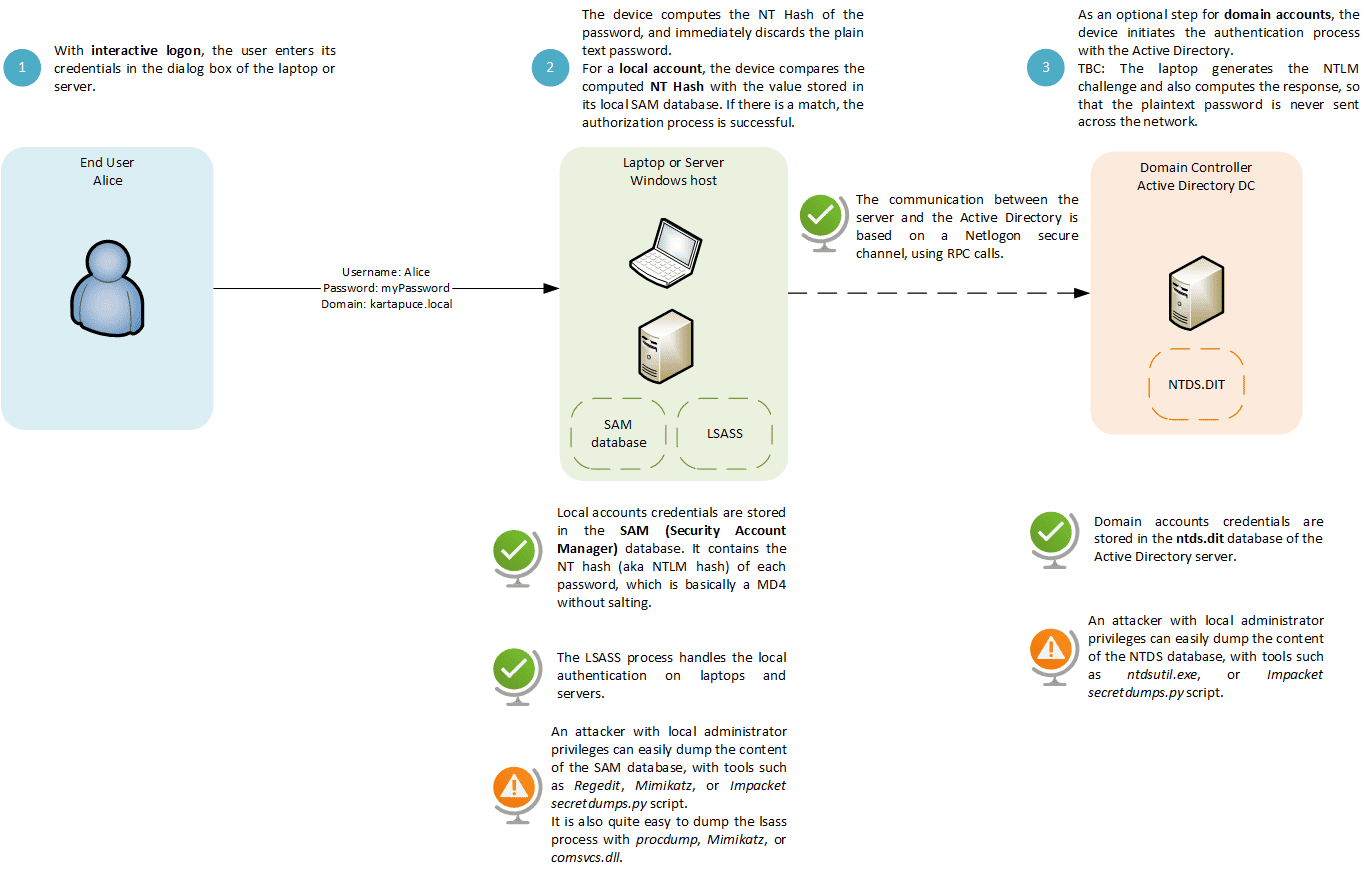 1
With interactive logon, the user enters its
credentials in the dialog box of the laptop or
server.
2
The device computes the NT Hash of the
password, and immediately discards the plain
text password.
For a local account, the device compares the
computed NT Hash with the value stored in
its local SAM database. If there is a match, the
authorization process is successful.
3
As an optional step for domain accounts, the
device initiates the authentication process
with the Active Directory.
TBC: The laptop generates the NTLM
challenge and also computes the response, so
that the plaintext password is never sent
across the network.
End User
Alice
Username: Alice
Password: myPassword
Domain: kartapuce.local
Laptop or Server
Windows host
SAM
database
LSASS
The communication between the
server and the Active Directory is
based on a Netlogon secure
channel, using RPC calls.
Domain Controller
Active Directory DC
NTDS.DIT
Local accounts credentials are stored
in the SAM (Security Account
Manager) database. It contains the
NT hash (aka NTLM hash) of each
password, which is basically a MD4
without salting.
The LSASS process handles the local
authentication on laptops and
servers.
An attacker with local administrator
privileges can easily dump the content
of the SAM database, with tools such
as Regedit, Mimikatz, or Impacket
secretdumps.py script.
It is also quite easy to dump the lsass
process with procdump, Mimikatz, or
comsvcs.dll.
Domain accounts credentials are
stored in the ntds.dit database of the
Active Directory server.
An attacker with local administrator
privileges can easily dump the content
of the NTDS database, with tools such
as ntdsutil.exe, or Impacket
secretdumps.py script.